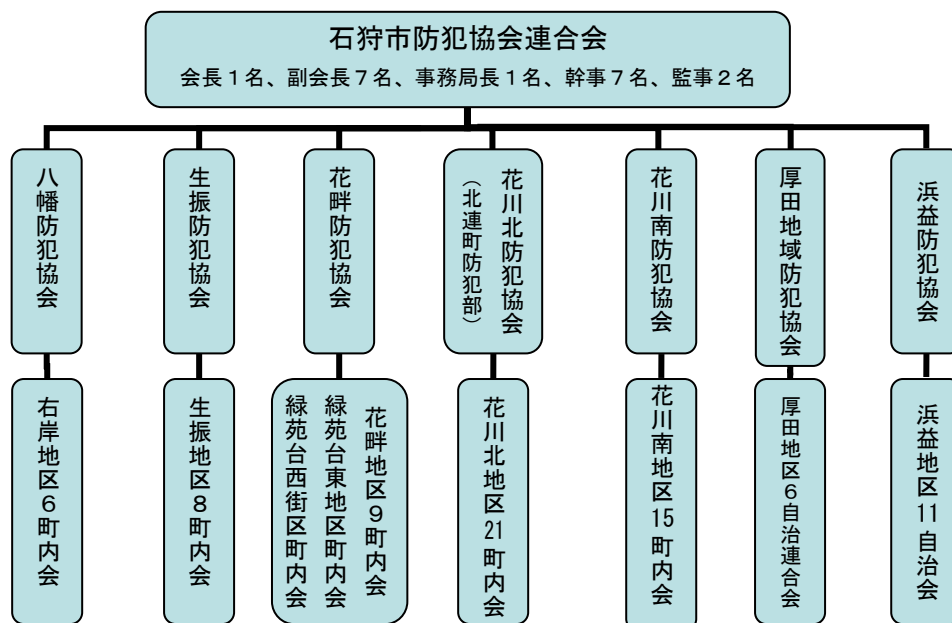 石狩市防犯協会連合会
会長1名、副会長7名、事務局長1名、幹事7名、監事2名
八幡防犯協会
生振防犯協会
花畔防犯協会
花川北防犯協会
（北連町防犯部）
花川南防犯協会
厚田地域防犯協会
浜益防犯協会
右岸地区6町内会
生振地区8町内会
花畔地区9町内会
緑苑台東地区町内会
緑苑台西街区町内会
花川北地区21町内会
花川南地区15町内会
厚田地区6自治連合会
浜益地区11自治会